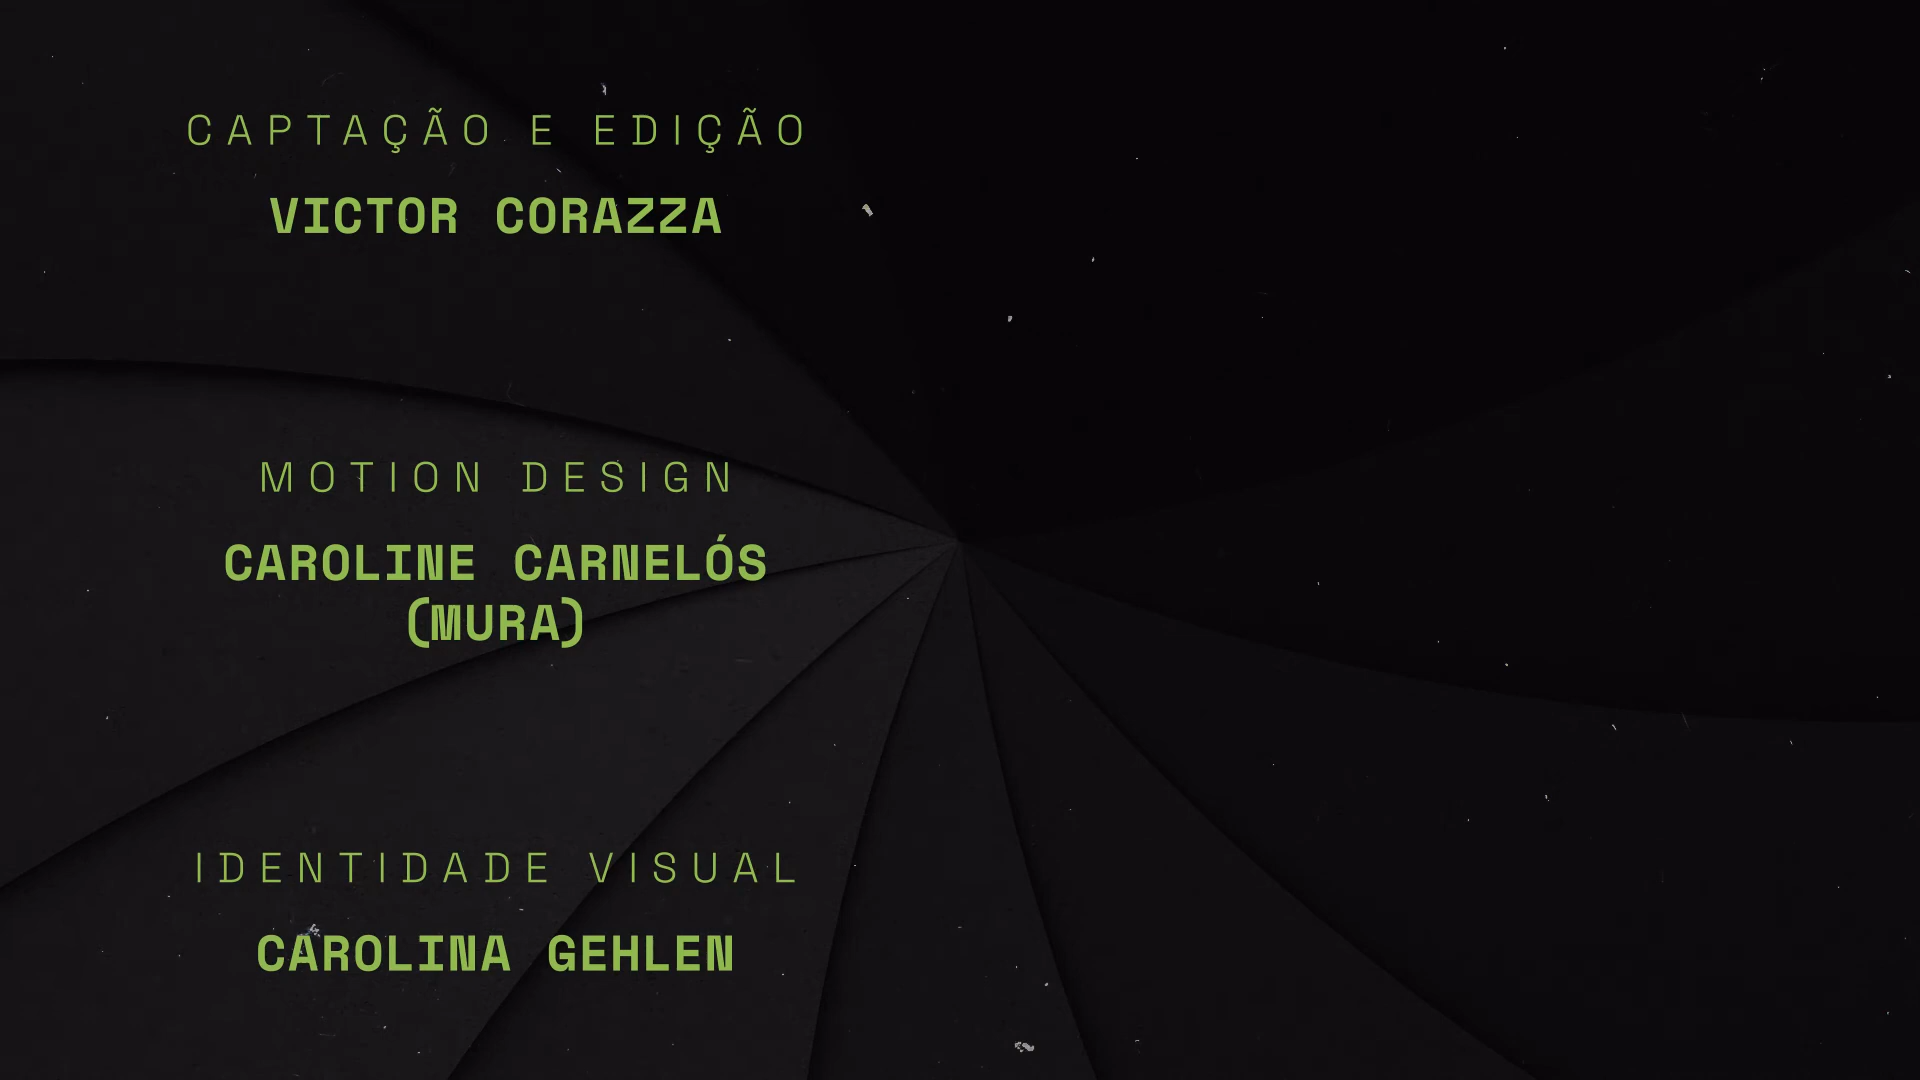 CAPTAÇÃO E EDIÇÃO
VICTOR CORAZZA
MOTION DESIGN
CAROLINE CARNELÓS
(MURA)
IDENTIDADE VISUAL
CAROLINA GEHLEN